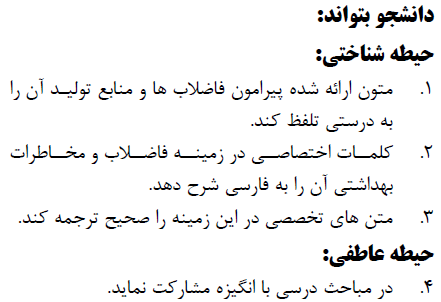 دانشجو بتواند:
حیطه شناختی:
۱. متون ارائه شده پیرامون فاضلاب ها و منابع تولید آن را
به درستی تلفظ کند.
۲. کلمات اختصاصی در زمینه فاضلاب و مخاطرات
بهداشتی آن را به فارسی شرح دهد.
۳. متن های تخصصی در این زمینه را صحیح ترجمه کند.
حیطه عاطفی:
۴. در مباحث درسی با انگیزه مشارکت نماید.